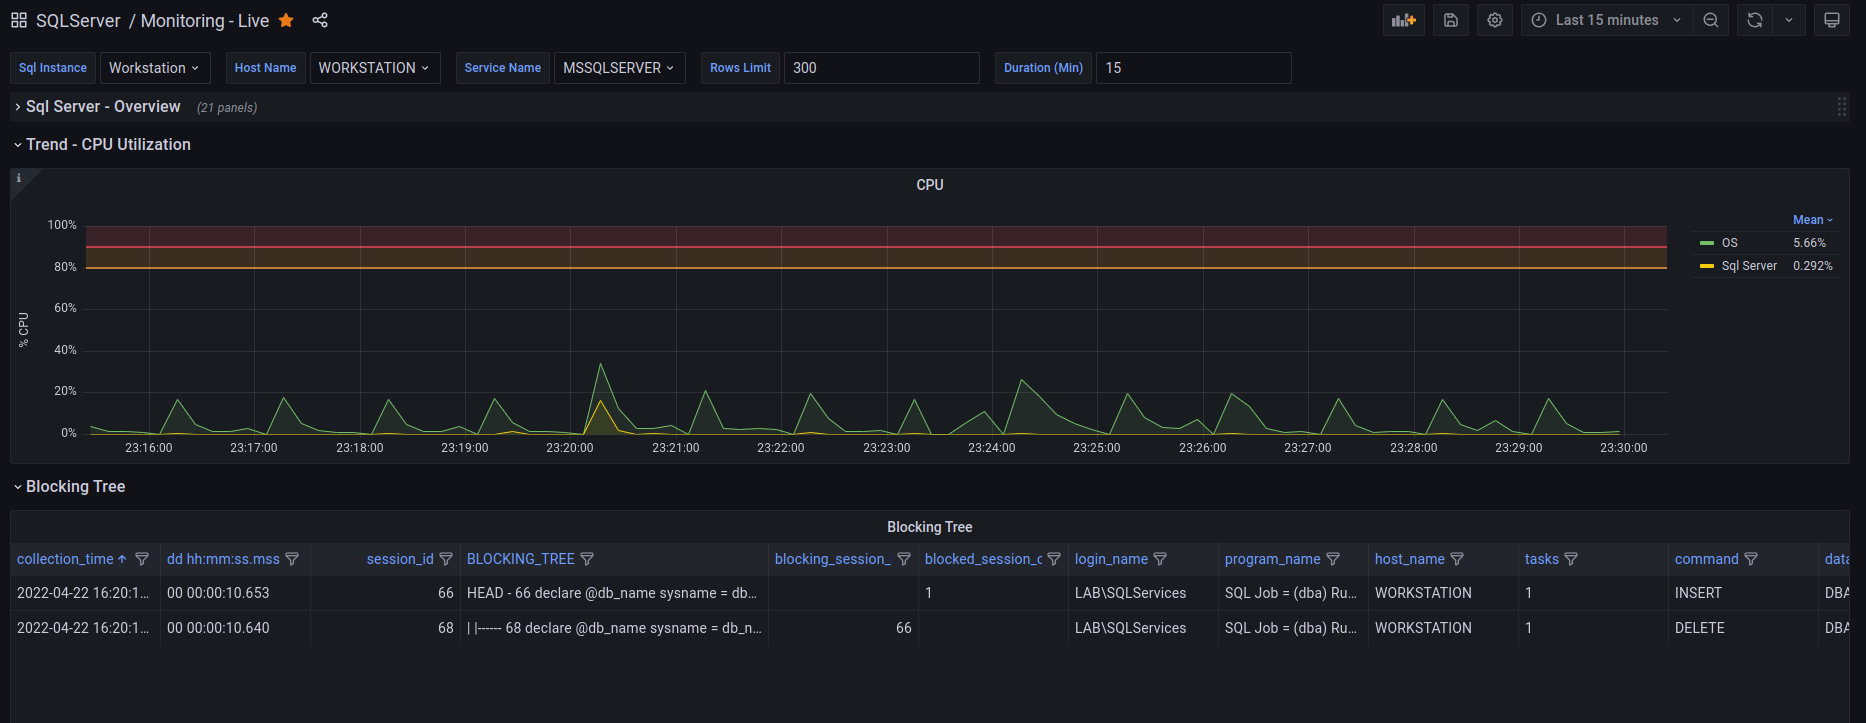 SQLServer / Monitoring - Live
Last 15 minutes
Sql Instance Workstation Host Name WORKSTATION Service Name MSSQLSERVER Rows Limit 300 Duration (Min) 15
Sql Server - Overview (21 panels)
Trend - CPU Utilization
i
CPU
% CPU
100%
80%
60%
40%
20%
0%
23:16:00 23:17:00 23:18:00 23:19:00 23:20:00 23:21:00 23:22:00 23:23:00 23:24:00 23:25:00 23:26:00 23:27:00 23:28:00 23:29:00 23:30:00
Mean
OS 5.66%
Sql Server 0.292%
Blocking Tree
Blocking Tree
collection_time dd hh:mm:ss.mss session_id BLOCKING_TREE blocking_session_ blocked_session_c login_name program_name host_name tasks command data
2022-04-22 16:20:1... 00 00:00:10.653 66 HEAD - 66 declare @db_name sysname = db... 1 LAB\SQLServices SQL Job = (dba) Ru... WORKSTATION 1 INSERT DBA
2022-04-22 16:20:1... 00 00:00:10.640 68 | |------ 68 declare @db_name sysname = db_n... 66 LAB\SQLServices SQL Job = (dba) Ru... WORKSTATION 1 DELETE DBA